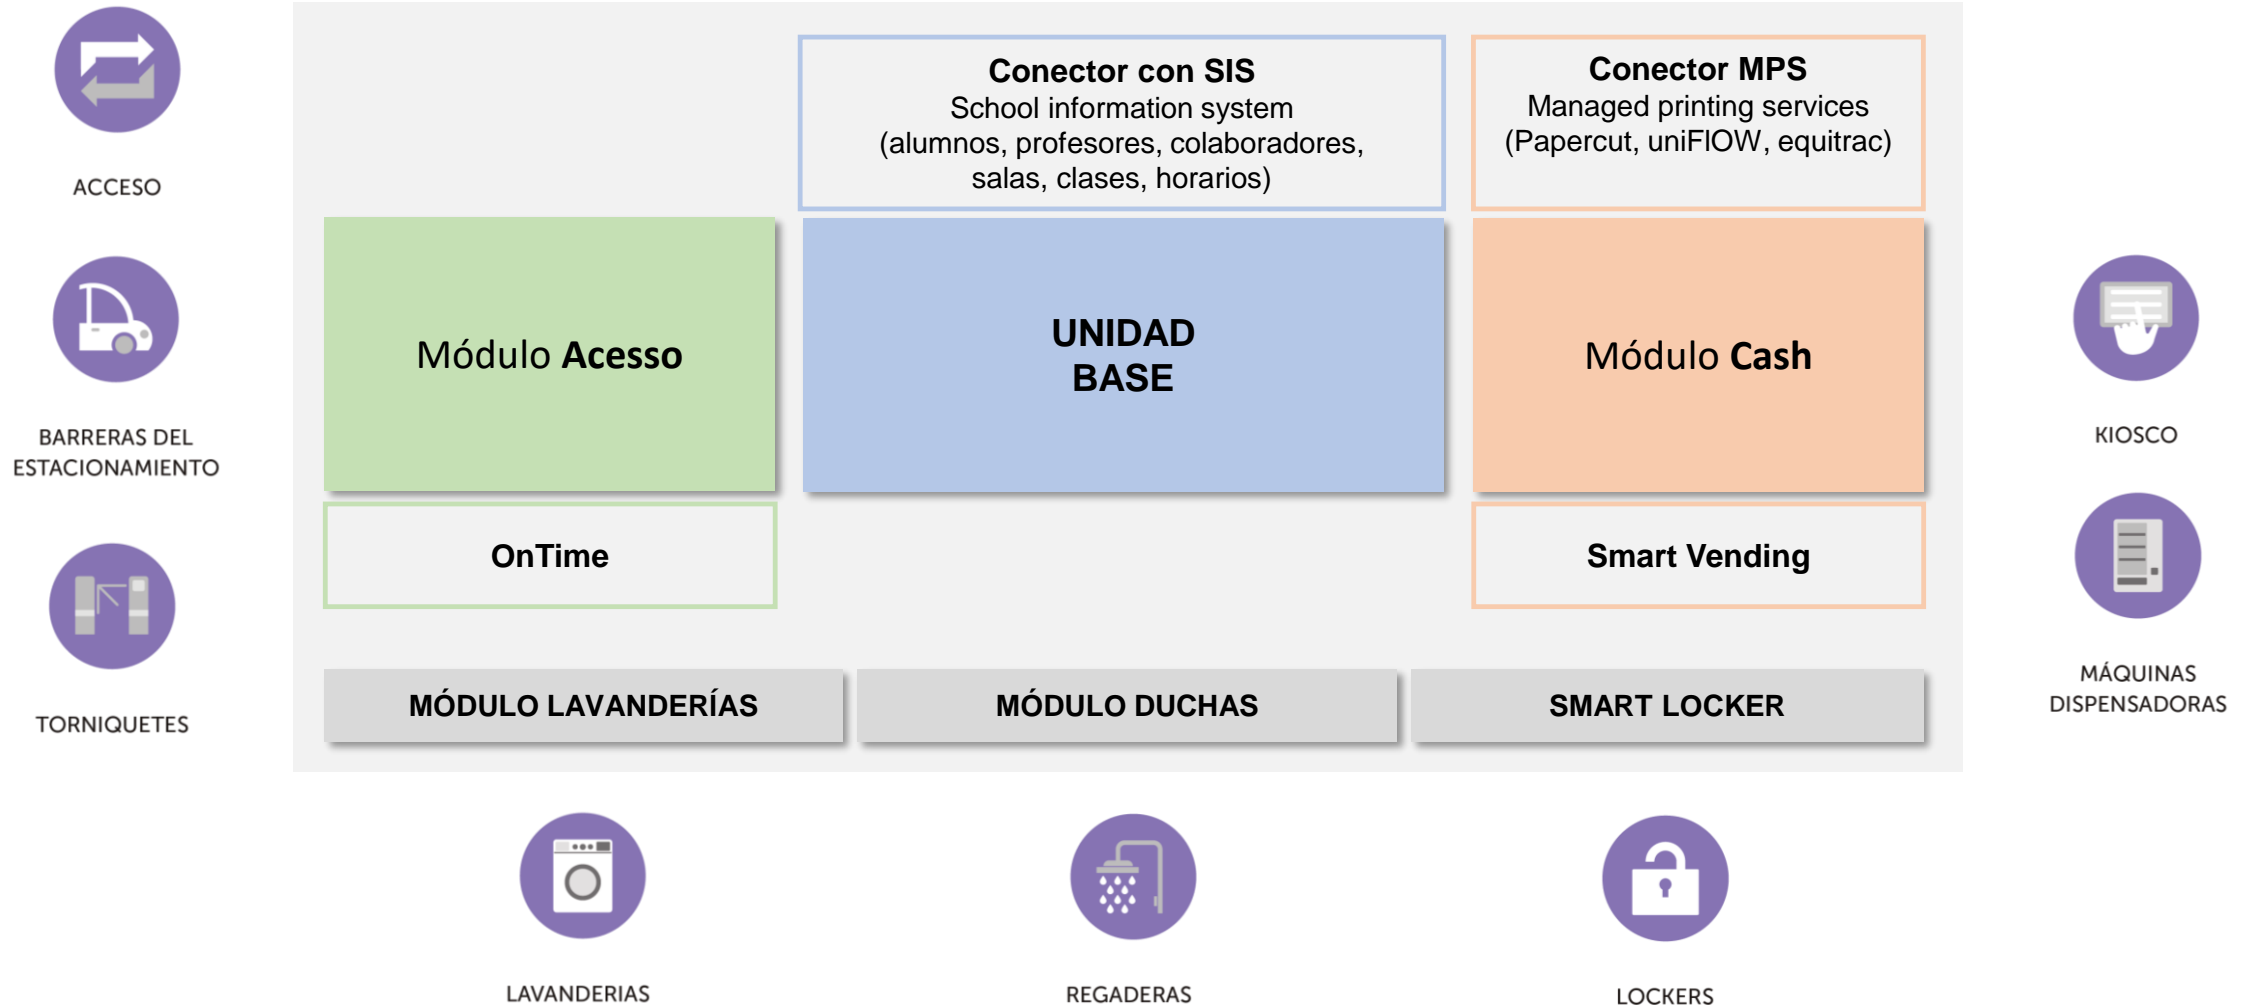 ACCESO
BARRERAS DEL
ESTACIONAMIENTO
TORNIQUETES
Conector con SIS
School information system
(alumnos, profesores, colaboradores,
salas, clases, horarios)
Conector MPS
Managed printing services
(Papercut, uniFlOW, equitrac)
Módulo Acesso
UNIDAD
BASE
Módulo Cash
OnTime
Smart Vending
MÓDULO LAVANDERÍAS
MÓDULO DUCHAS
SMART LOCKER
KIOSCO
MÁQUINAS
DISPENSADORAS
LAVANDERIAS
REGADERAS
LOCKERS